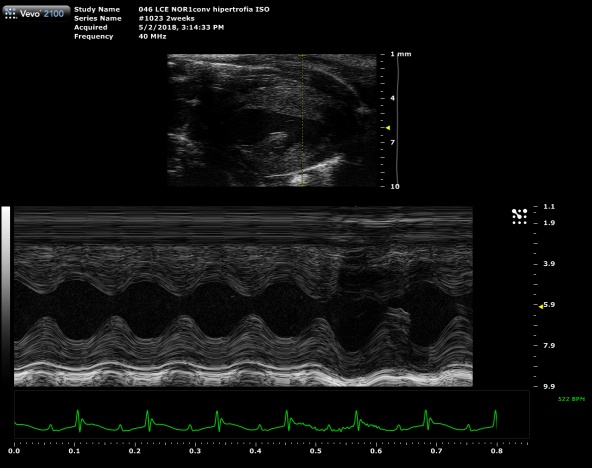 Vevo 2100
Study Name 046 LCE NOR1conv hipertrofia ISO
Series Name #1023 2weeks
Acquired 5/2/2018, 3:14:33 PM
Frequency 40 MHz
1 mm
4
7
10
1.1
1.9
3.9
5.9
7.9
9.9
522 BPM
0.0 0.1 0.2 0.3 0.4 0.5 0.6 0.7 0.8